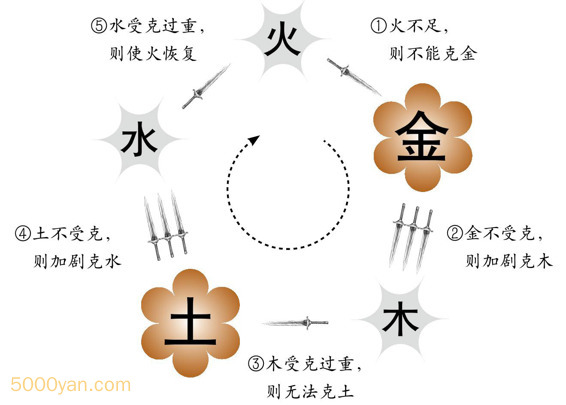 火
①火不足，
则不能克金
金
②金不受克，
则加剧克木
木
③木受克过重，
则无法克土
土
④土不受克，
则加剧克水
水
⑤水受克过重，
则使火恢复
5000yan.com